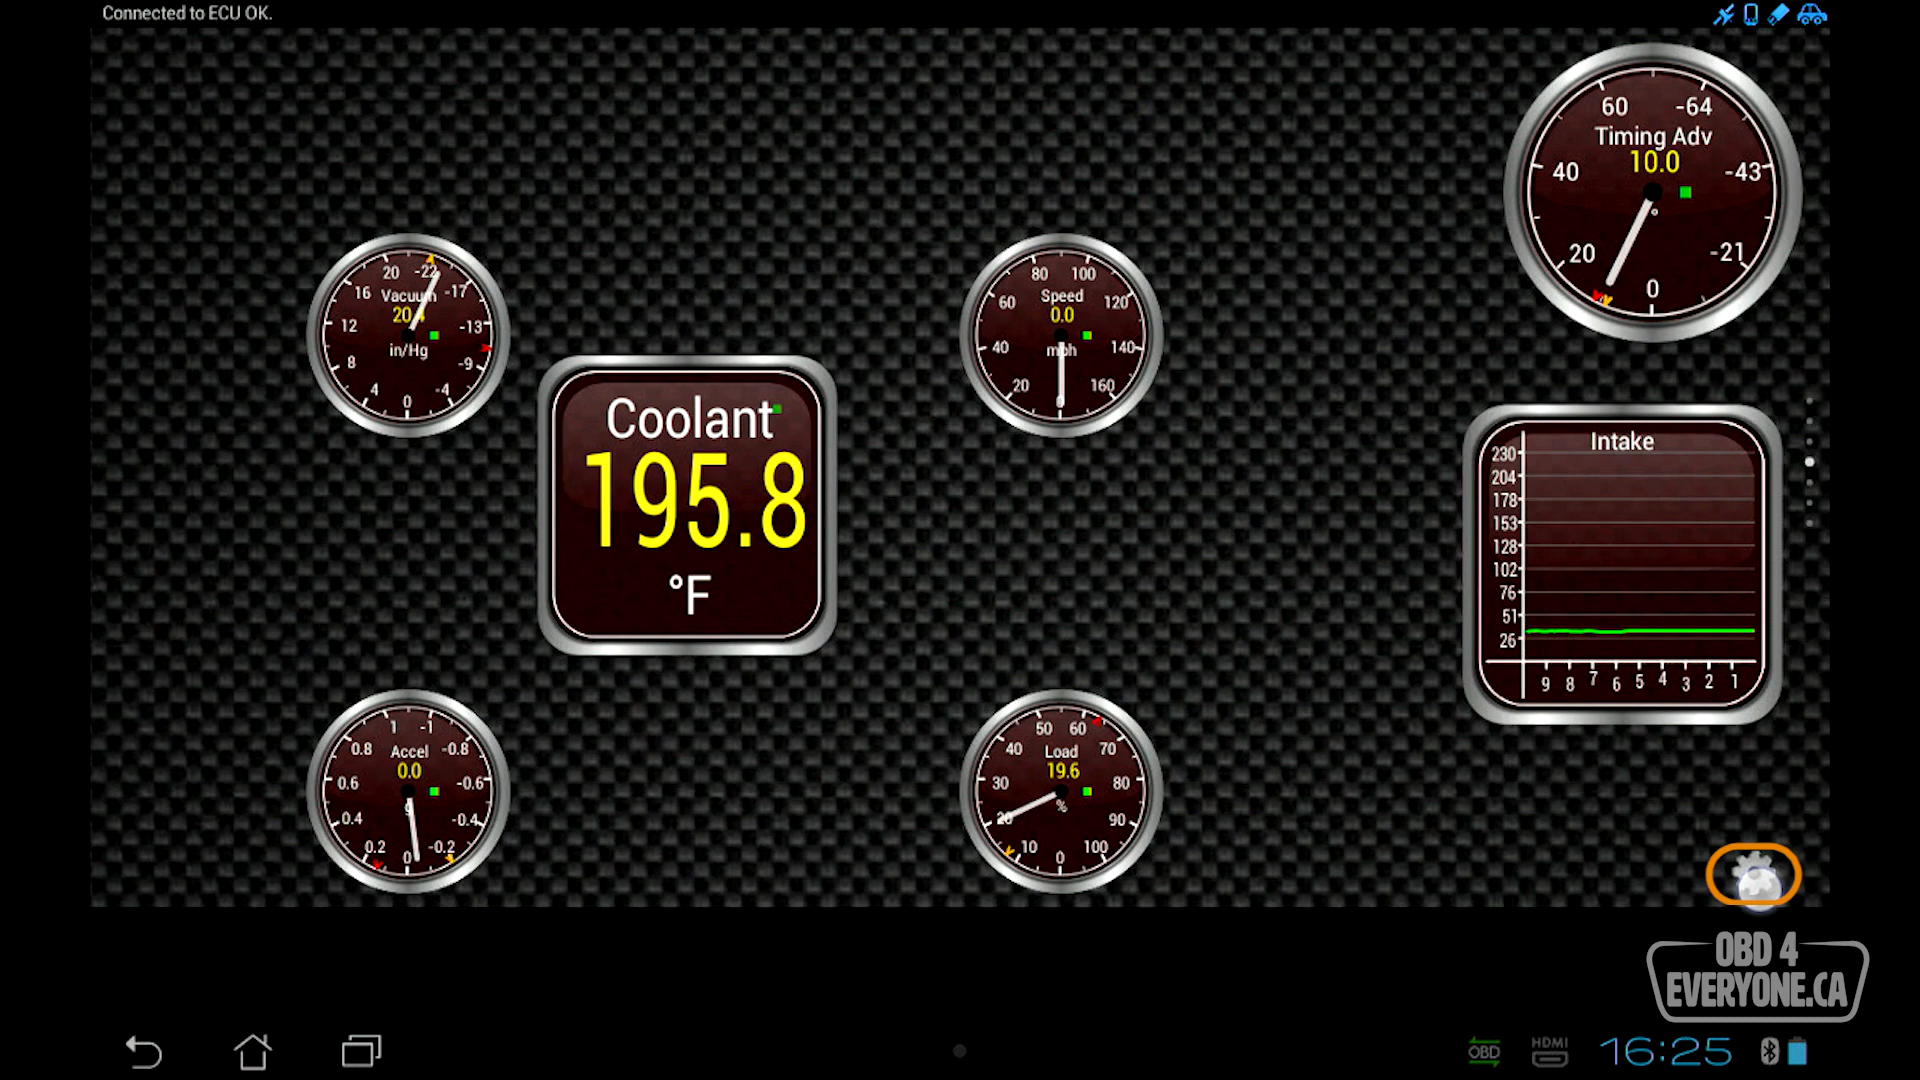 Connected to ECU OK.
60 -64
Timing Adv
10.0
40 -43
°
20 -21
0
20 -22
16 Vacuum -17
20.4
12 -13
in/Hg
8 -9
4 -4
0
80 100
60 Speed 120
0.0
40 mph 140
20 160
0
Coolant
195.8
°F
Intake
230
204
178
153
128
102
76
51
26
9 8 7 6 5 4 3 2 1
1 -1
0.8 Accel -0.8
0.0
0.6 -0.6
g
0.4 -0.4
0.2 -0.2
0
50 60
40 Load 70
19.6
30 80
%
20 90
10 100
0
OBD 4
EVERYONE.CA
OBD HDMI 16:25